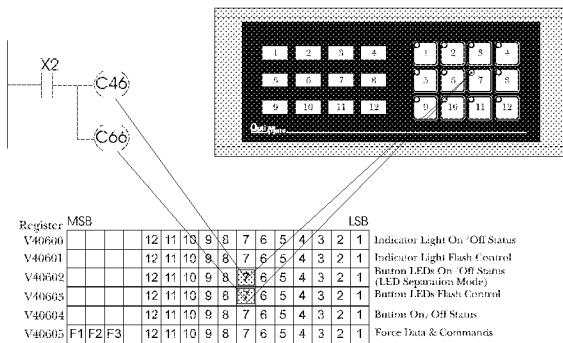 X2
C46
C66
1 2 3 4
5 6 7 8
9 10 11 12
1 2 3 4
5 6 7 8
9 10 11 12
OptiMate
Register MSB LSB
V40600 12 11 10 9 8 7 6 5 4 3 2 1 Indicator Light On/Off Status
V40601 12 11 10 9 8 7 6 5 4 3 2 1 Indicator Light Flash Control
V40602 12 11 10 9 8 7 6 5 4 3 2 1 Button LEDs On/Off Status
(LED Separation Mode)
V40603 12 11 10 9 8 7 6 5 4 3 2 1 Button LEDs Flash Control
V40604 12 11 10 9 8 7 6 5 4 3 2 1 Button On/Off Status
V40605 F1 F2 F3 12 11 10 9 8 7 6 5 4 3 2 1 Force Data & Commands